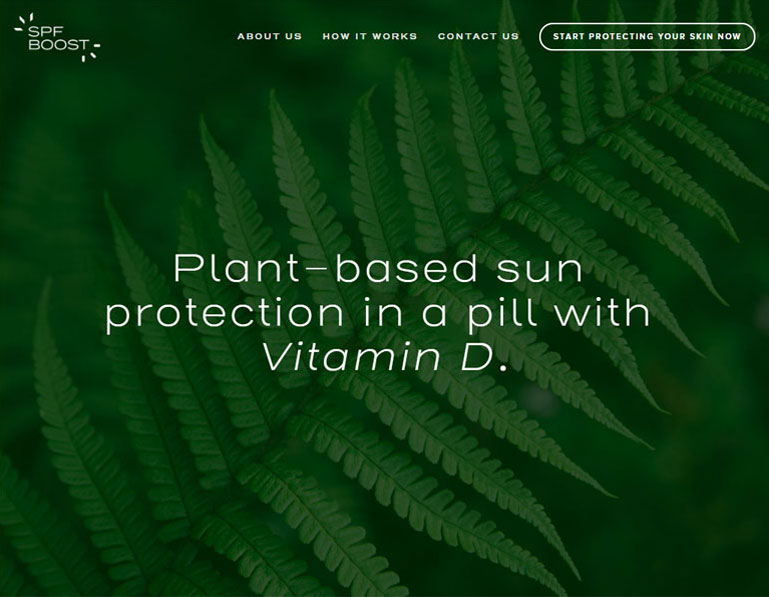 SPF
BOOST
ABOUT US
HOW IT WORKS
CONTACT US
START PROTECTING YOUR SKIN NOW
Plant-based sun
protection in a pill with
Vitamin D.